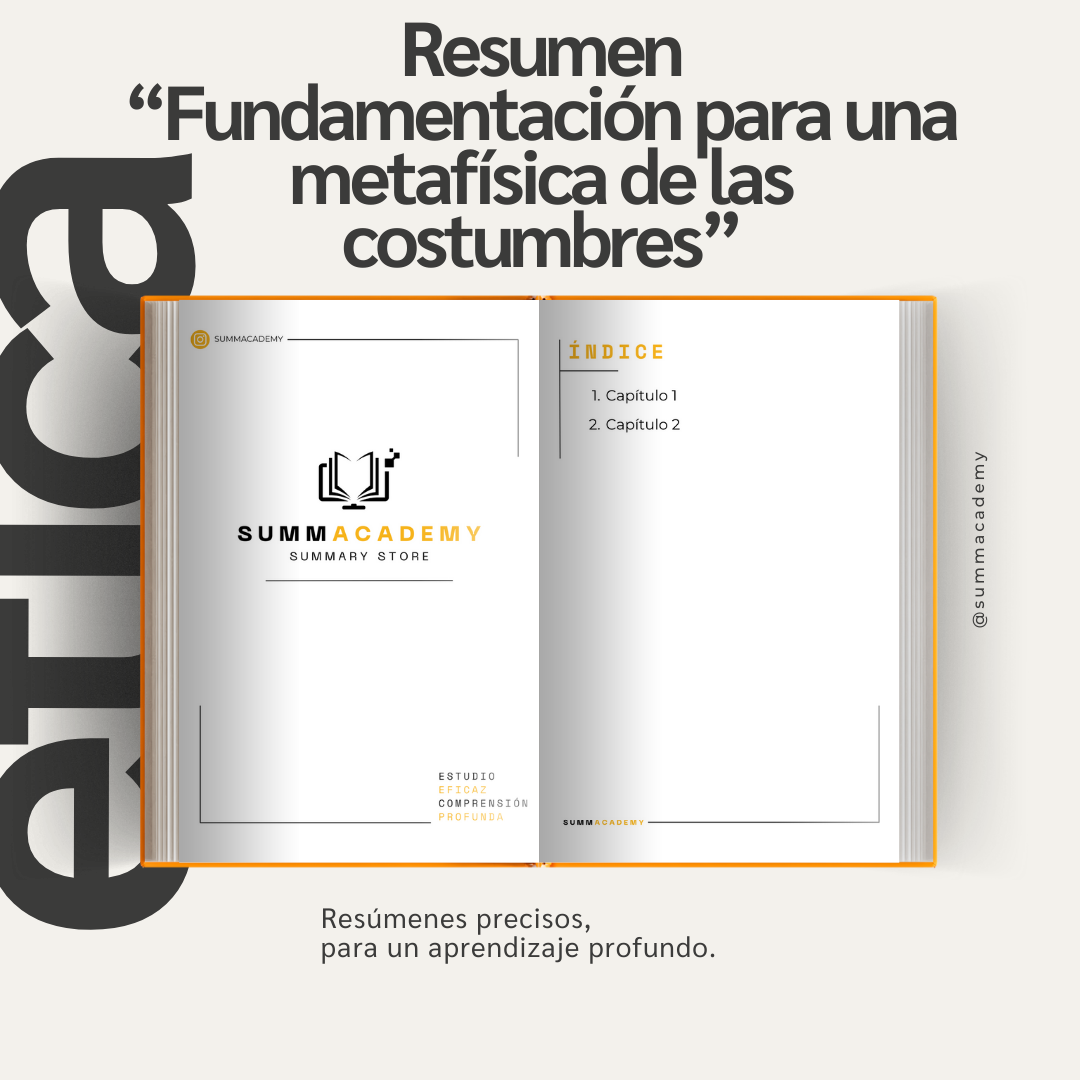 Resumen
“Fundamentación para una
metafísica de las
costumbres”
etica
SUMMACADEMY
SUMMACADEMY
SUMMARY STORE
ESTUDIO
EFICAZ
COMPRENSIÓN
PROFUNDA
ÍNDICE
1. Capítulo 1
2. Capítulo 2
SUMMACADEMY
@summacademy
Resúmenes precisos,
para un aprendizaje profundo.